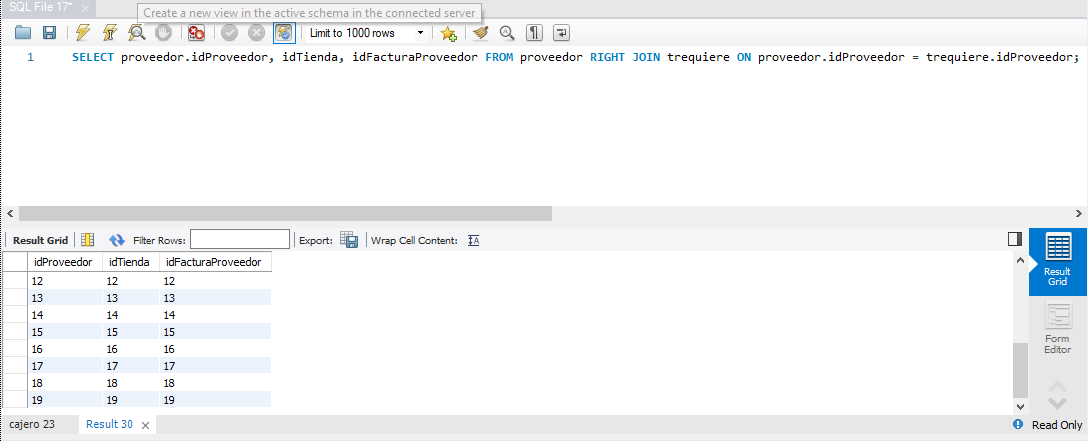 SQL File 17*
Create a new view in the active schema in the connected server
Limit to 1000 rows
1 SELECT proveedor.idProveedor, idTienda, idFacturaProveedor FROM proveedor RIGHT JOIN trequiere ON proveedor.idProveedor = trequiere.idProveedor;
Result Grid Filter Rows: Export: Wrap Cell Content:
idProveedor idTienda idFacturaProveedor
12 12 12
13 13 13
14 14 14
15 15 15
16 16 16
17 17 17
18 18 18
19 19 19
Result
Grid
Form
Editor
cajero 23 Result 30 Read Only